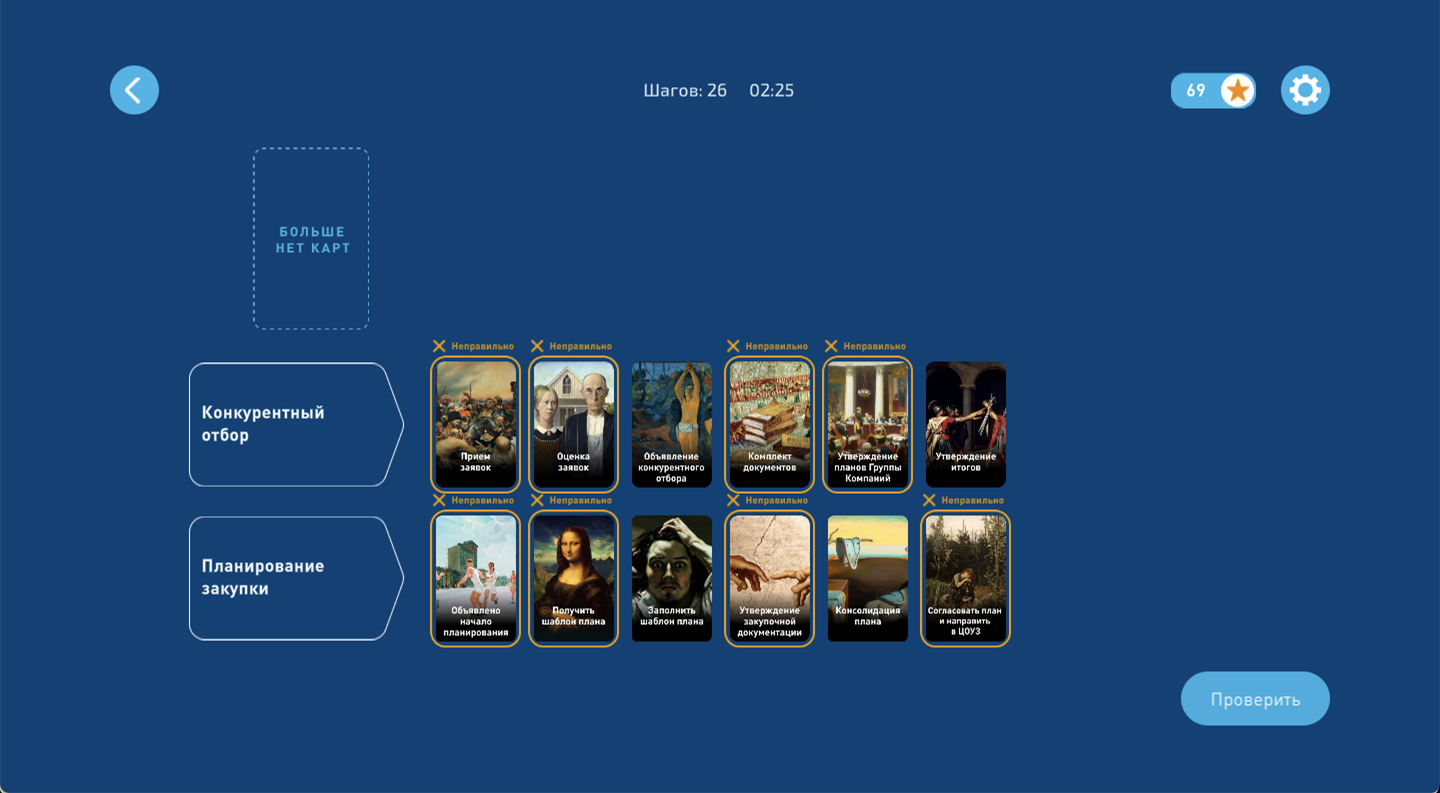 Шагов: 26 02:25
69
БОЛЬШЕ
НЕТ КАРТ
Конкурентный
отбор
Неправильно
Прием
заявок
Неправильно
Оценка
заявок
Объявление
конкурентного
отбора
Неправильно
Комплект
документов
Неправильно
Утверждение
планов Группы
Компаний
Утверждение
итогов
Планирование
закупки
Неправильно
Объявлено
начало
планирования
Неправильно
Получить
шаблон плана
Заполнить
шаблон плана
Неправильно
Утверждение
закупочной
документации
Консолидация
плана
Неправильно
Согласовать план
и направить
в ЦОУЗ
Проверить